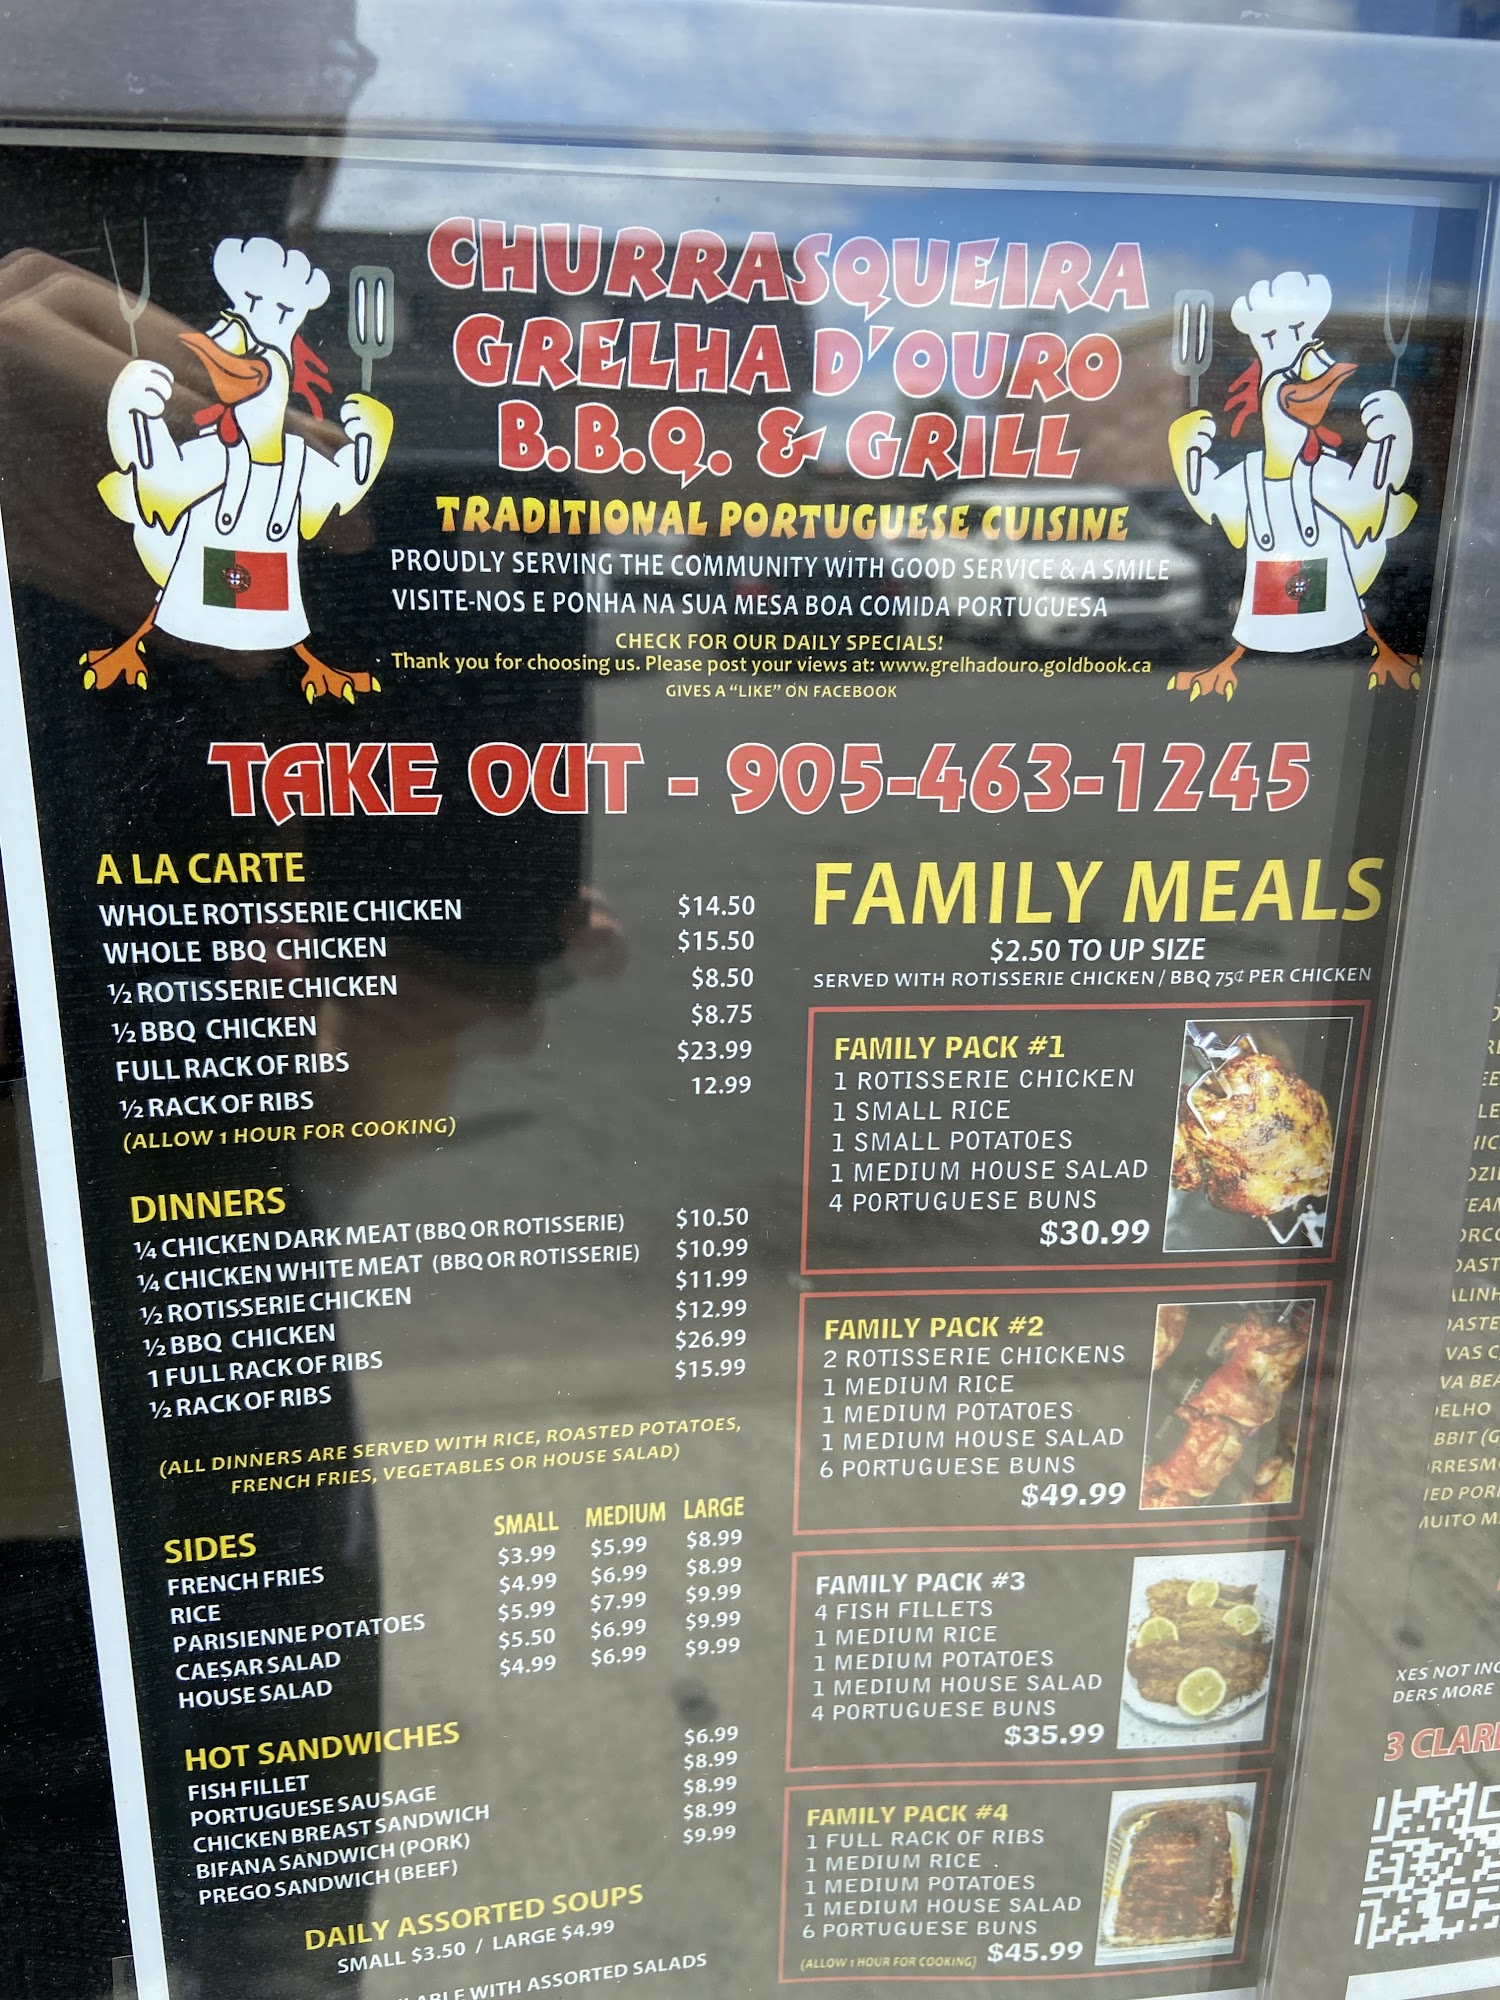 CHURRASQUEIRA
GRELHA D'OURO
B.B.Q. & GRILL
TRADITIONAL PORTUGUESE CUISINE
PROUDLY SERVING THE COMMUNITY WITH GOOD SERVICE & A SMILE
VISITE-NOS E PONHA NA SUA MESA BOA COMIDA PORTUGUESA
CHECK FOR OUR DAILY SPECIALS!
Thank you for choosing us. Please post your views at: www.grelhadouro.goldbook.ca
GIVES A "LIKE" ON FACEBOOK
TAKE OUT - 905-463-1245
A LA CARTE
WHOLE ROTISSERIE CHICKEN $14.50
WHOLE BBQ CHICKEN $15.50
½ ROTISSERIE CHICKEN $8.50
½ BBQ CHICKEN $8.75
FULL RACK OF RIBS $23.99
½ RACK OF RIBS 12.99
(ALLOW 1 HOUR FOR COOKING)
DINNERS
¼ CHICKEN DARK MEAT (BBQ OR ROTISSERIE) $10.50
¼ CHICKEN WHITE MEAT (BBQ OR ROTISSERIE) $10.99
½ ROTISSERIE CHICKEN $11.99
½ BBQ CHICKEN $12.99
1 FULL RACK OF RIBS $26.99
½ RACK OF RIBS $15.99
(ALL DINNERS ARE SERVED WITH RICE, ROASTED POTATOES,
FRENCH FRIES, VEGETABLES OR HOUSE SALAD)
SIDES SMALL MEDIUM LARGE
FRENCH FRIES $3.99 $5.99 $8.99
RICE $4.99 $6.99 $8.99
PARISIENNE POTATOES $5.99 $7.99 $9.99
CAESAR SALAD $5.50 $6.99 $9.99
HOUSE SALAD $4.99 $6.99 $9.99
HOT SANDWICHES
FISH FILLET $6.99
PORTUGUESE SAUSAGE $8.99
CHICKEN BREAST SANDWICH $8.99
BIFANA SANDWICH (PORK) $8.99
PREGO SANDWICH (BEEF) $9.99
DAILY ASSORTED SOUPS
SMALL $3.50 / LARGE $4.99
WITH ASSORTED SALADS
FAMILY MEALS
$2.50 TO UP SIZE
SERVED WITH ROTISSERIE CHICKEN / BBQ 75¢ PER CHICKEN
FAMILY PACK #1
1 ROTISSERIE CHICKEN
1 SMALL RICE
1 SMALL POTATOES
1 MEDIUM HOUSE SALAD
4 PORTUGUESE BUNS
$30.99
FAMILY PACK #2
2 ROTISSERIE CHICKENS
1 MEDIUM RICE
1 MEDIUM POTATOES
1 MEDIUM HOUSE SALAD
6 PORTUGUESE BUNS
$49.99
FAMILY PACK #3
4 FISH FILLETS
1 MEDIUM RICE
1 MEDIUM POTATOES
1 MEDIUM HOUSE SALAD
4 PORTUGUESE BUNS
$35.99
FAMILY PACK #4
1 FULL RACK OF RIBS
1 MEDIUM RICE
1 MEDIUM POTATOES
1 MEDIUM HOUSE SALAD
6 PORTUGUESE BUNS
(ALLOW 1 HOUR FOR COOKING) $45.99
NOT
MORE
3